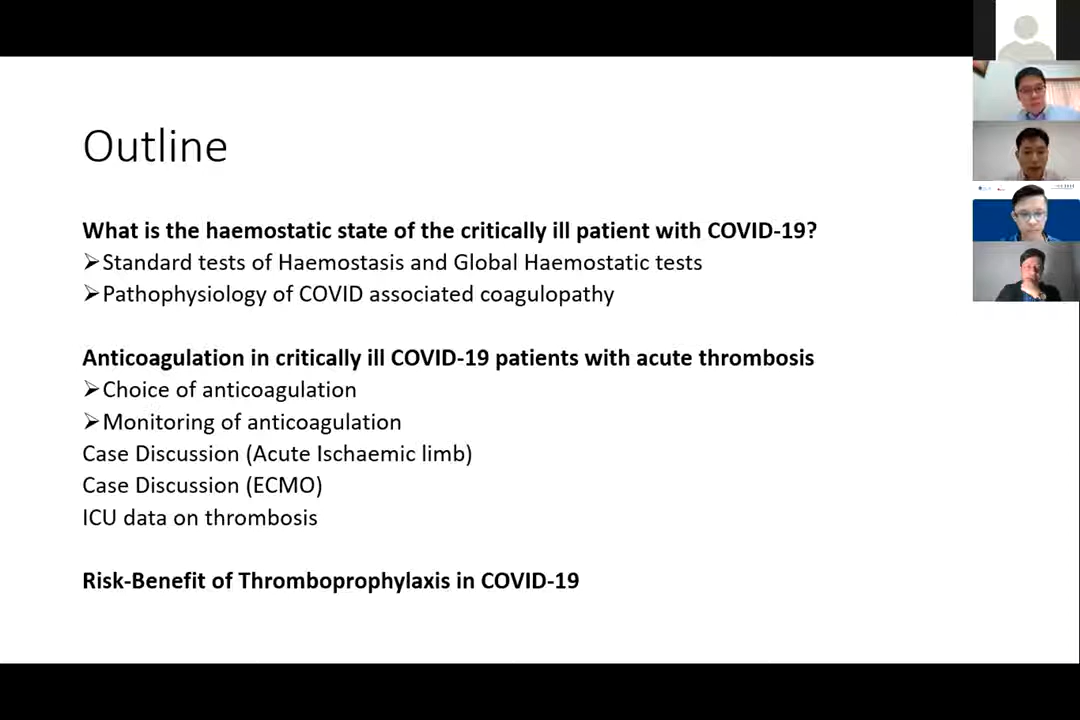 Outline
What is the haemostatic state of the critically ill patient with COVID-19?
➢Standard tests of Haemostasis and Global Haemostatic tests
➢Pathophysiology of COVID associated coagulopathy
Anticoagulation in critically ill COVID-19 patients with acute thrombosis
➢Choice of anticoagulation
➢Monitoring of anticoagulation
Case Discussion (Acute Ischaemic limb)
Case Discussion (ECMO)
ICU data on thrombosis
Risk-Benefit of Thromboprophylaxis in COVID-19